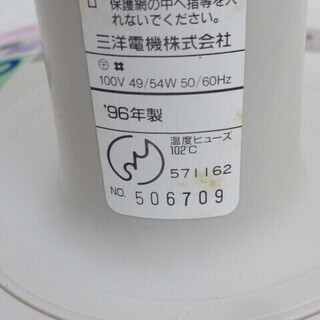 保護網の中へ指等を入
れないでください
三洋電機株式会社
〒
100V 49/54W 50/60Hz
'96年製
温度ヒューズ
102℃
571162
NO. 506709